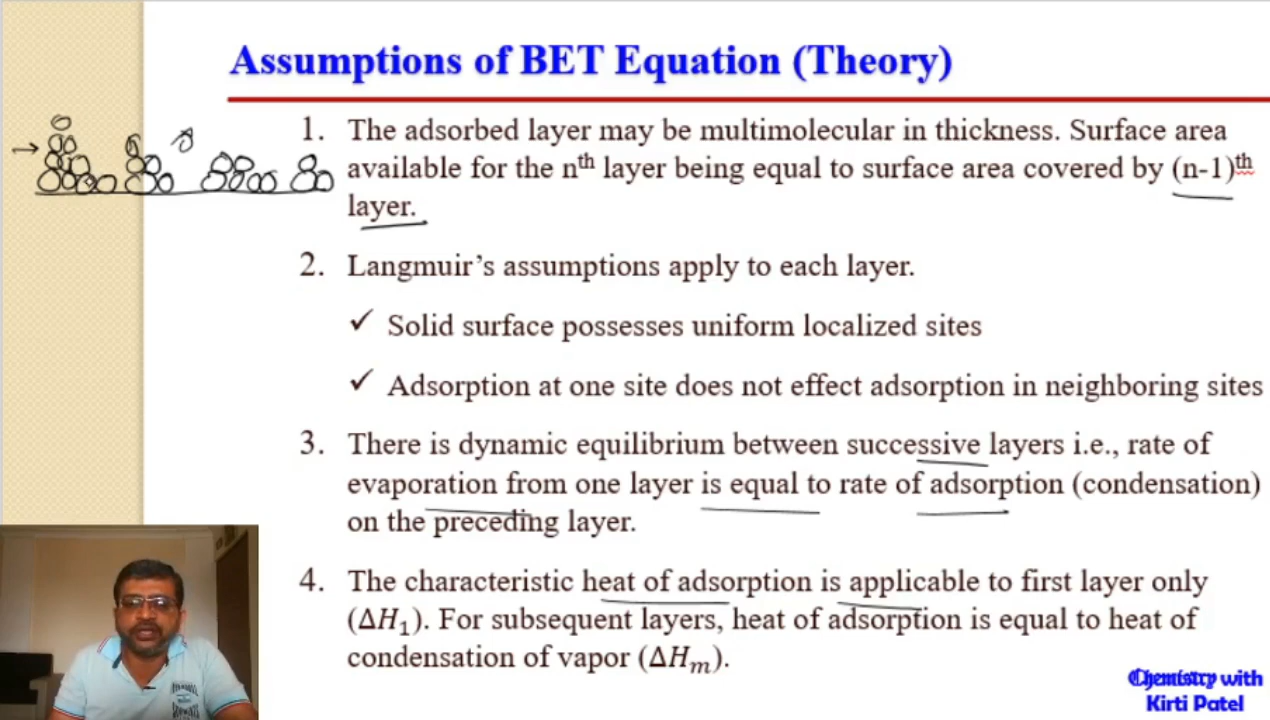 Assumptions of BET Equation (Theory)
1. The adsorbed layer may be multimolecular in thickness. Surface area
available for the nth layer being equal to surface area covered by (n-1)th
layer.
2. Langmuir's assumptions apply to each layer.
✓ Solid surface possesses uniform localized sites
✓ Adsorption at one site does not effect adsorption in neighboring sites
3. There is dynamic equilibrium between successive layers i.e., rate of
evaporation from one layer is equal to rate of adsorption (condensation)
on the preceding layer.
4. The characteristic heat of adsorption is applicable to first layer only
(ΔH₁). For subsequent layers, heat of adsorption is equal to heat of
condensation of vapor (ΔHₘ).
Chemistry with
Kirti Patel